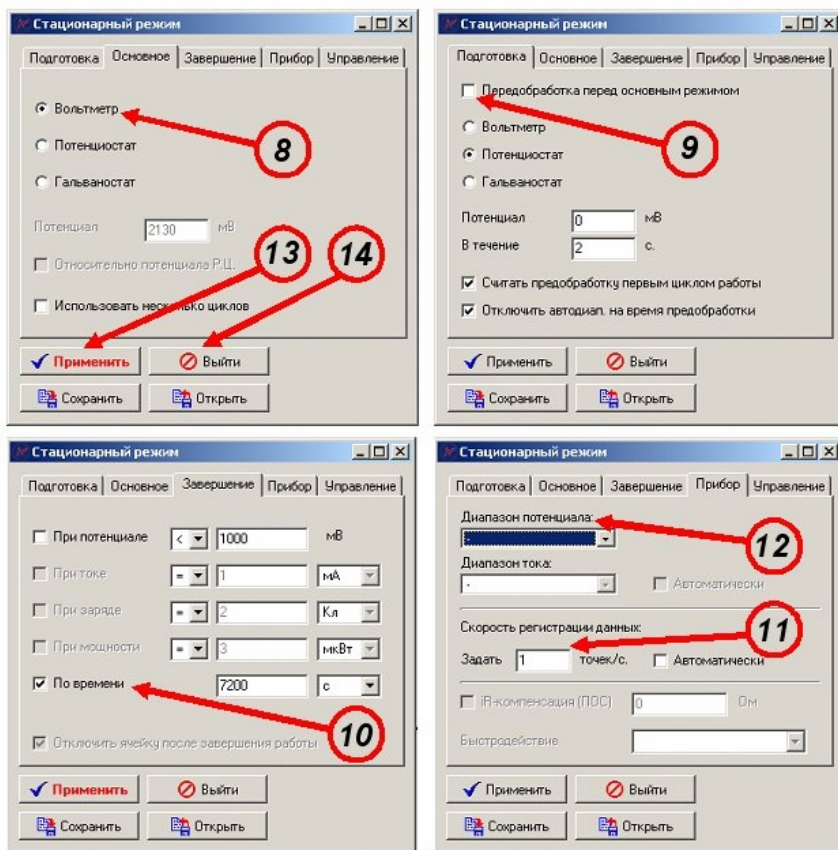 Стационарный режим
Подготовка Основное Завершение Прибор Управление
Вольтметр
8
Потенциостат
Гальваностат
Потенциал 2130 мВ
13 14
Относительно потенциала Р.Ц.
Использовать несколько циклов
Применить Выйти
Сохранить Открыть
Стационарный режим
Подготовка Основное Завершение Прибор Управление
Передобработка перед основным режимом
Вольтметр
9
Потенциостат
Гальваностат
Потенциал 0 мВ
В течение 2 с.
Считать предобработку первым циклом работы
Отключить автодиап. на время предобработки
Применить Выйти
Сохранить Открыть
Стационарный режим
Подготовка Основное Завершение Прибор Управление
При потенциале < 1000 мВ
При токе = 1 мА
При заряде = 2 Кл
При мощности = 3 мкВт
По времени 7200 с
10
Отключить ячейку после завершения работы
Применить Выйти
Сохранить Открыть
Стационарный режим
Подготовка Основное Завершение Прибор Управление
Диапазон потенциала:
-
12
Диапазон тока:
- Автоматически
11
Скорость регистрации данных:
Задать 1 точек/с. Автоматически
iR-компенсация (ПОС) 0 Ом
Быстродействие
Применить Выйти
Сохранить Открыть